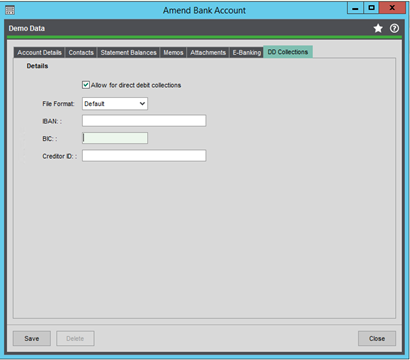 Amend Bank Account
Demo Data
Account Details Contacts Statement Balances Memos Attachments E-Banking DD Collections
Details
Allow for direct debit collections
File Format: Default
IBAN: :
BIC: :
Creditor ID: :
Save Delete Close